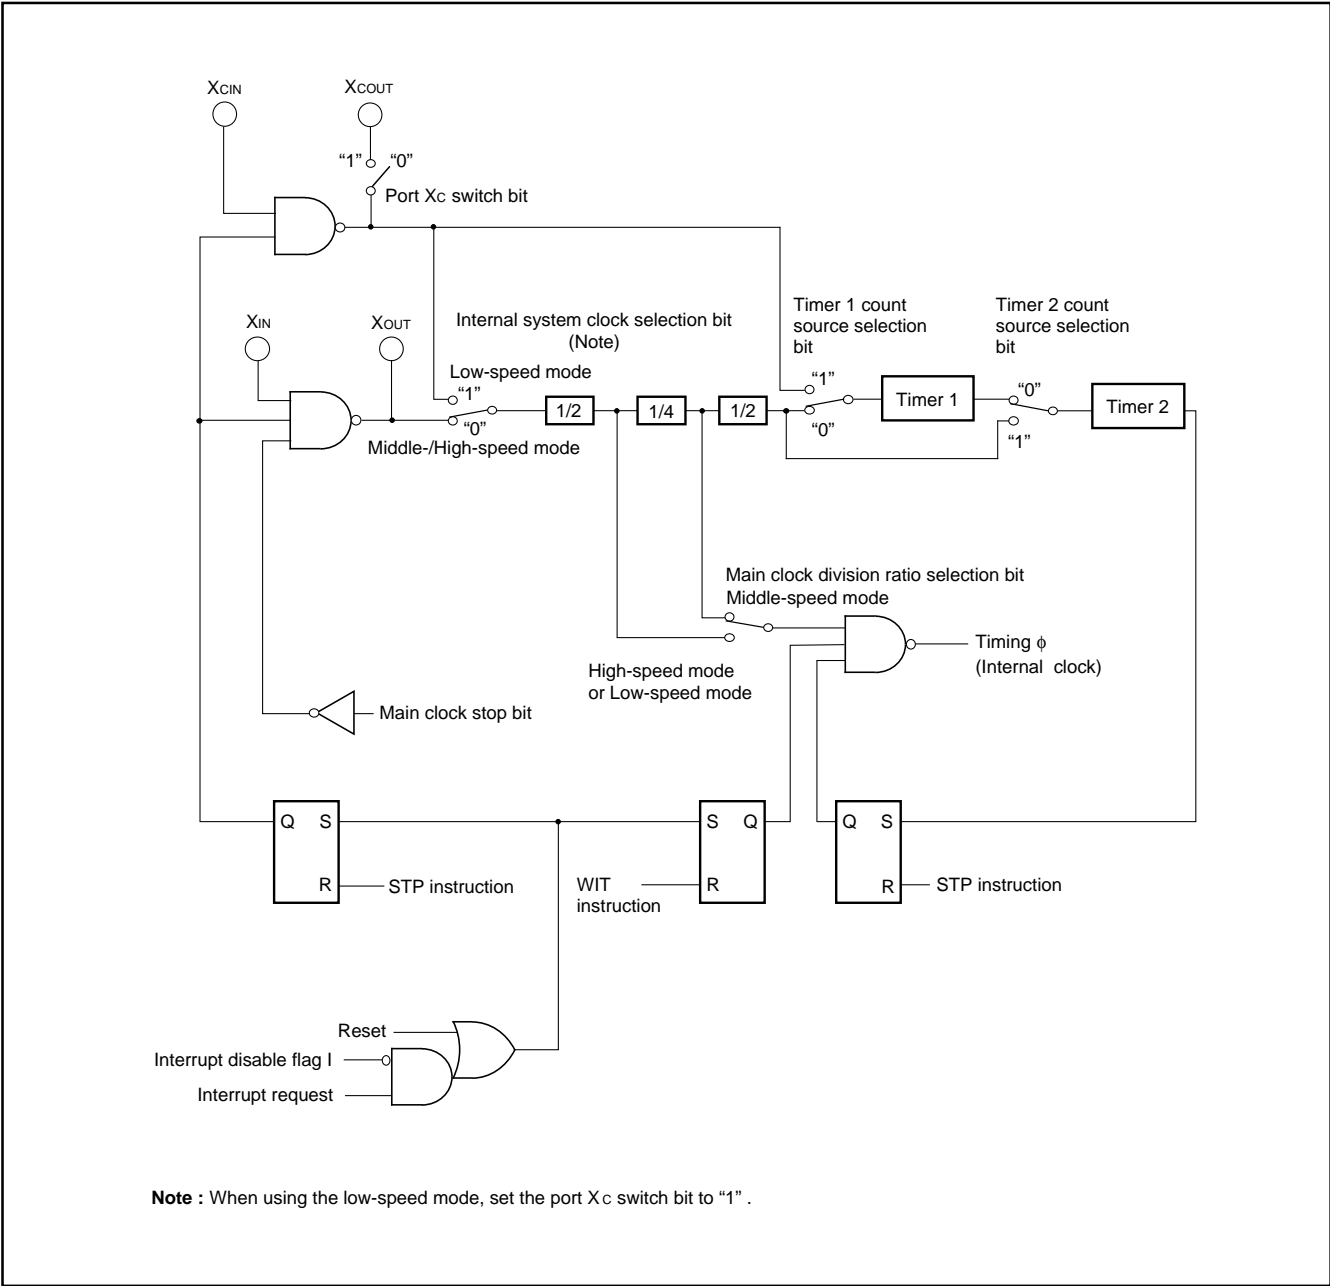 XCIN
XCOUT
“1” “0”
Port XC switch bit
XIN
XOUT
Internal system clock selection bit
(Note)
Low-speed mode
“1”
“0”
Middle-/High-speed mode
1/2
1/4
1/2
Timer 1 count
source selection
bit
“1”
“0”
Timer 1
Timer 2 count
source selection
bit
“0”
“1”
Timer 2
Main clock division ratio selection bit
Middle-speed mode
High-speed mode
or Low-speed mode
Timing ϕ
(Internal clock)
Main clock stop bit
Q S
R
STP instruction
S Q
R
WIT
instruction
Q S
R
STP instruction
Reset
Interrupt disable flag I
Interrupt request
Note : When using the low-speed mode, set the port XC switch bit to “1” .